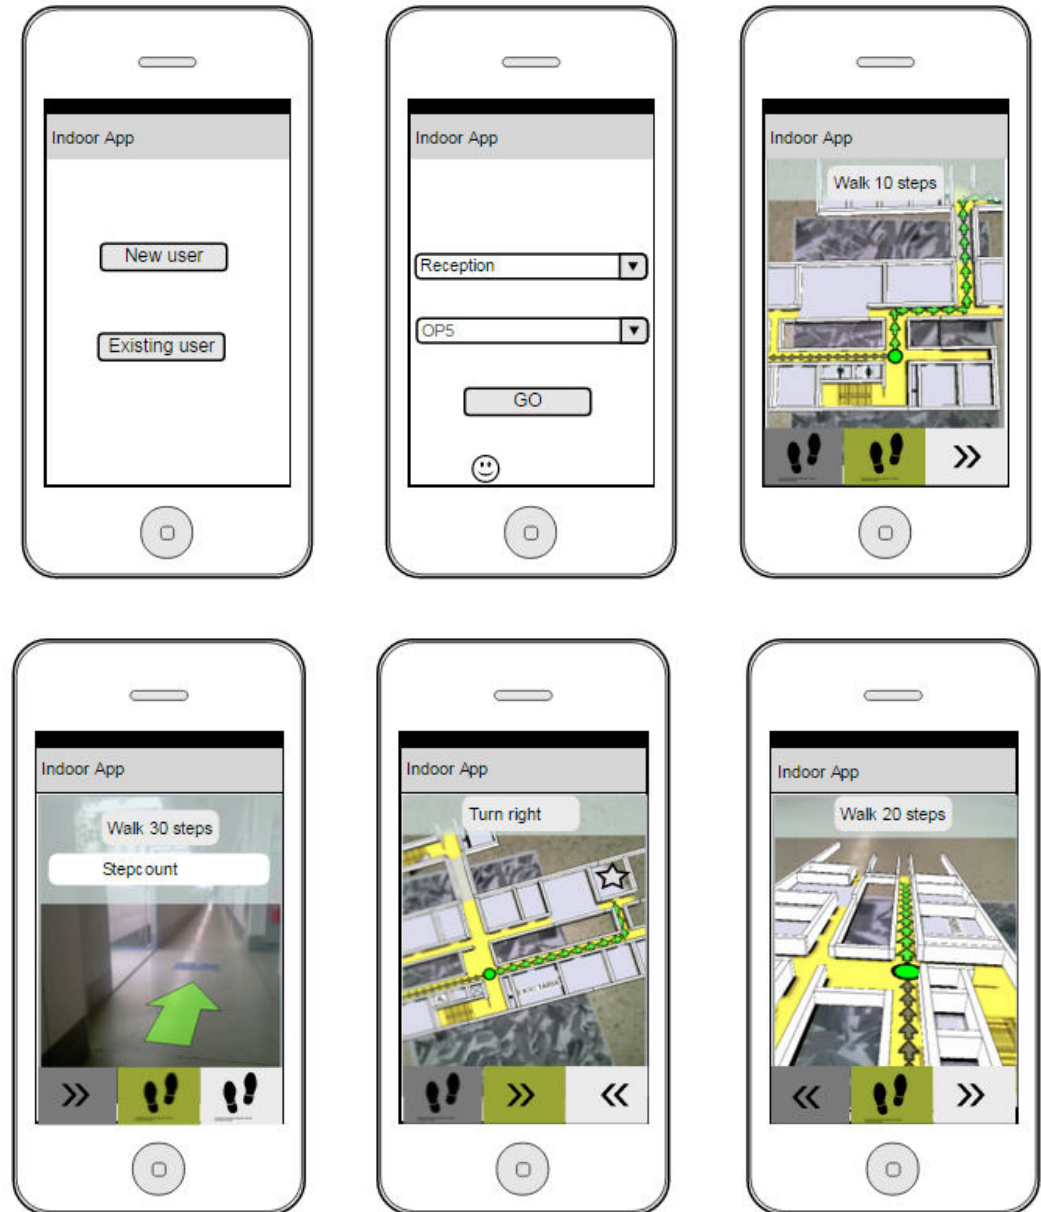 Indoor App
New user
Existing user
Indoor App
Reception
OP5
GO
Indoor App
Walk 10 steps
Indoor App
Walk 30 steps
Stepcount
Indoor App
Turn right
Indoor App
Walk 20 steps